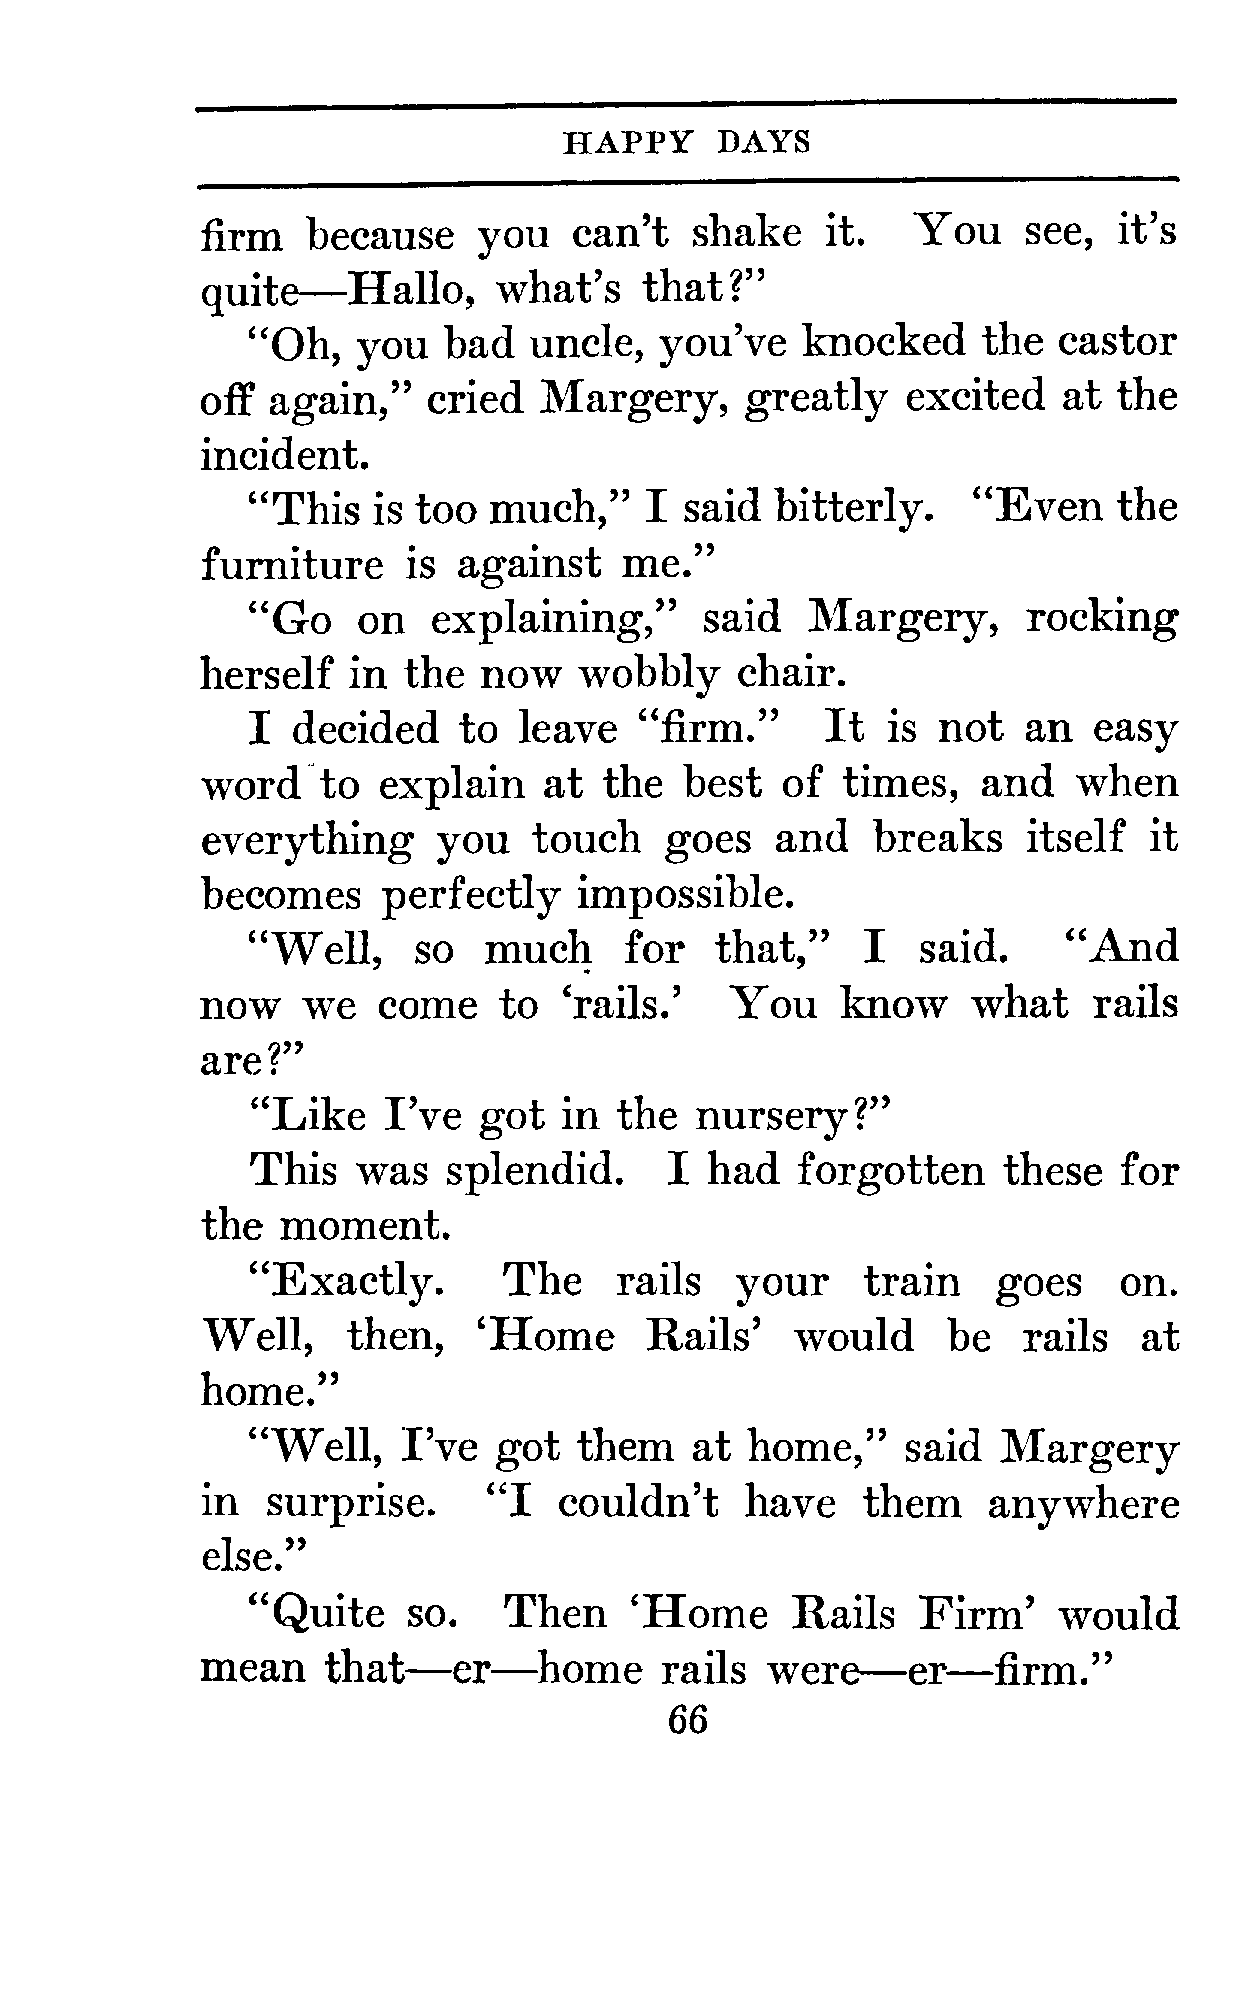 HAPPY DAYS
firm because you can't shake it. You see, it's
quite—Hallo, what's that?"
"Oh, you bad uncle, you've knocked the castor
off again," cried Margery, greatly excited at the
incident.
"This is too much," I said bitterly. "Even the
furniture is against me."
"Go on explaining," said Margery, rocking
herself in the now wobbly chair.
I decided to leave "firm." It is not an easy
word to explain at the best of times, and when
everything you touch goes and breaks itself it
becomes perfectly impossible.
"Well, so much for that," I said. "And
now we come to 'rails.' You know what rails
are?"
"Like I've got in the nursery?"
This was splendid. I had forgotten these for
the moment.
"Exactly. The rails your train goes on.
Well, then, 'Home Rails' would be rails at
home."
"Well, I've got them at home," said Margery
in surprise. "I couldn't have them anywhere
else."
"Quite so. Then 'Home Rails Firm' would
mean that—er—home rails were—er—firm."
66